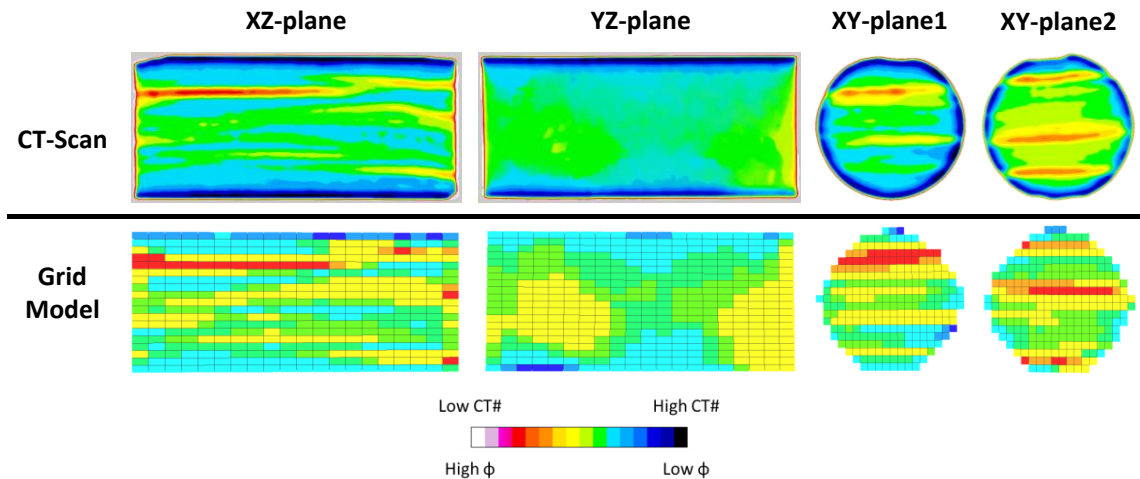 XZ-plane YZ-plane XY-plane1 XY-plane2
CT-Scan
Grid
Model
Low CT# High CT#
High ϕ Low ϕ